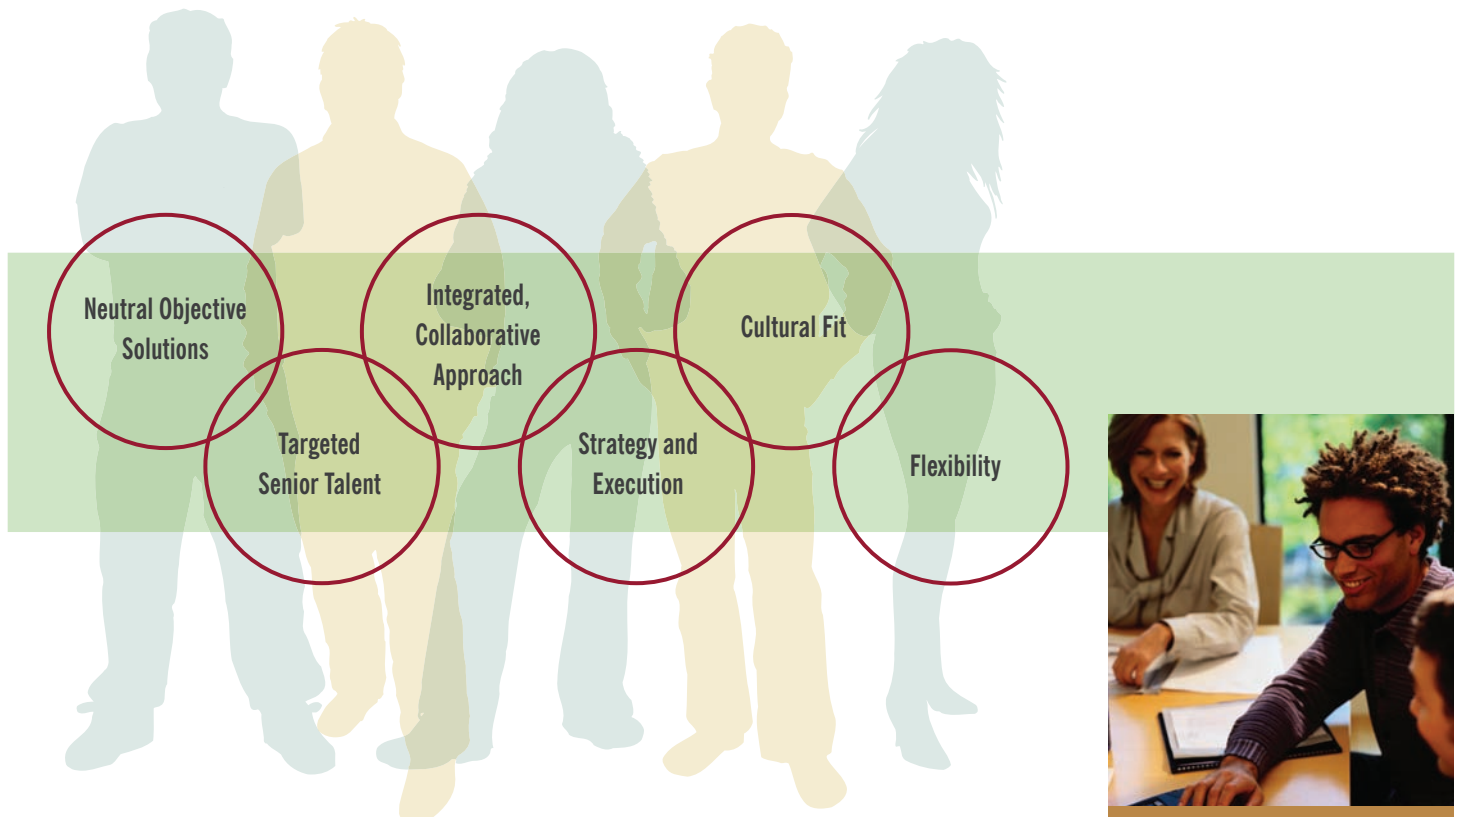 Neutral Objective
Solutions
Targeted
Senior Talent
Integrated,
Collaborative
Approach
Strategy and
Execution
Cultural Fit
Flexibility